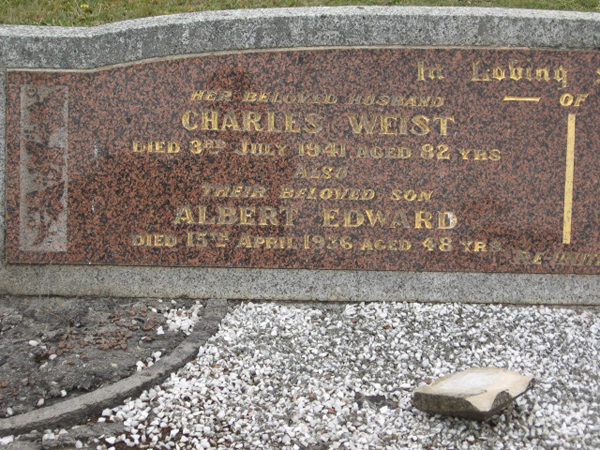 In Loving
HER BELOVED HUSBAND — OF
CHARLES WEIST
DIED 3RD JULY 1941 AGED 82 YRS
ALSO
THEIR BELOVED SON
ALBERT EDWARD
DIED 15TH APRIL 1936 AGED 48 YRS